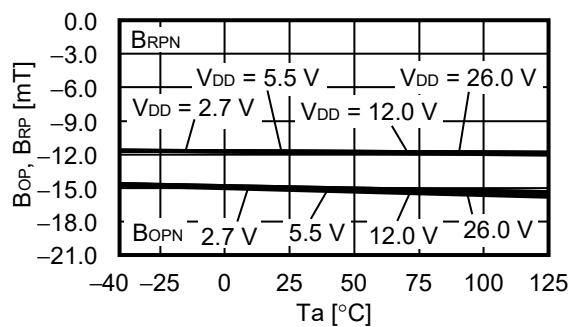 BOP, BRP [mT]
0.0
−3.0
−6.0
−9.0
−12.0
−15.0
−18.0
−21.0
BRPN
VDD = 5.5 V
VDD = 26.0 V
VDD = 2.7 V
VDD = 12.0 V
BOPN
2.7 V
5.5 V
12.0 V
26.0 V
−40 −25 0 25 50 75 100 125
Ta [°C]